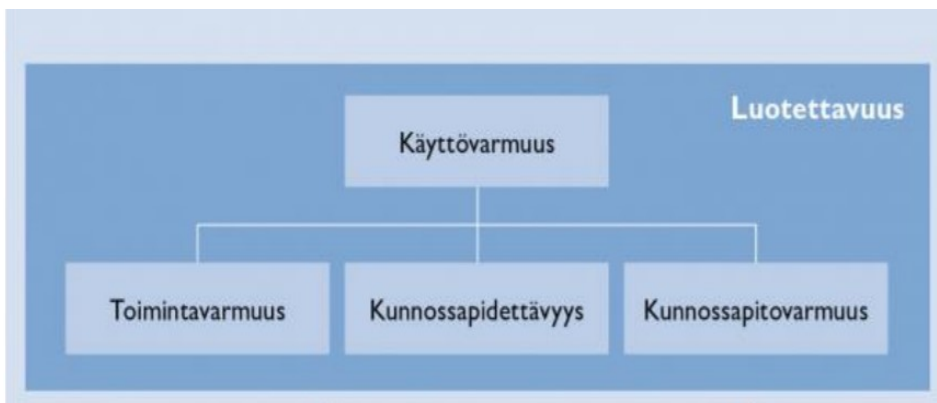 Luotettavuus
Käyttövarmuus
Toimintavarmuus
Kunnossapidettävyys
Kunnossapitovarmuus